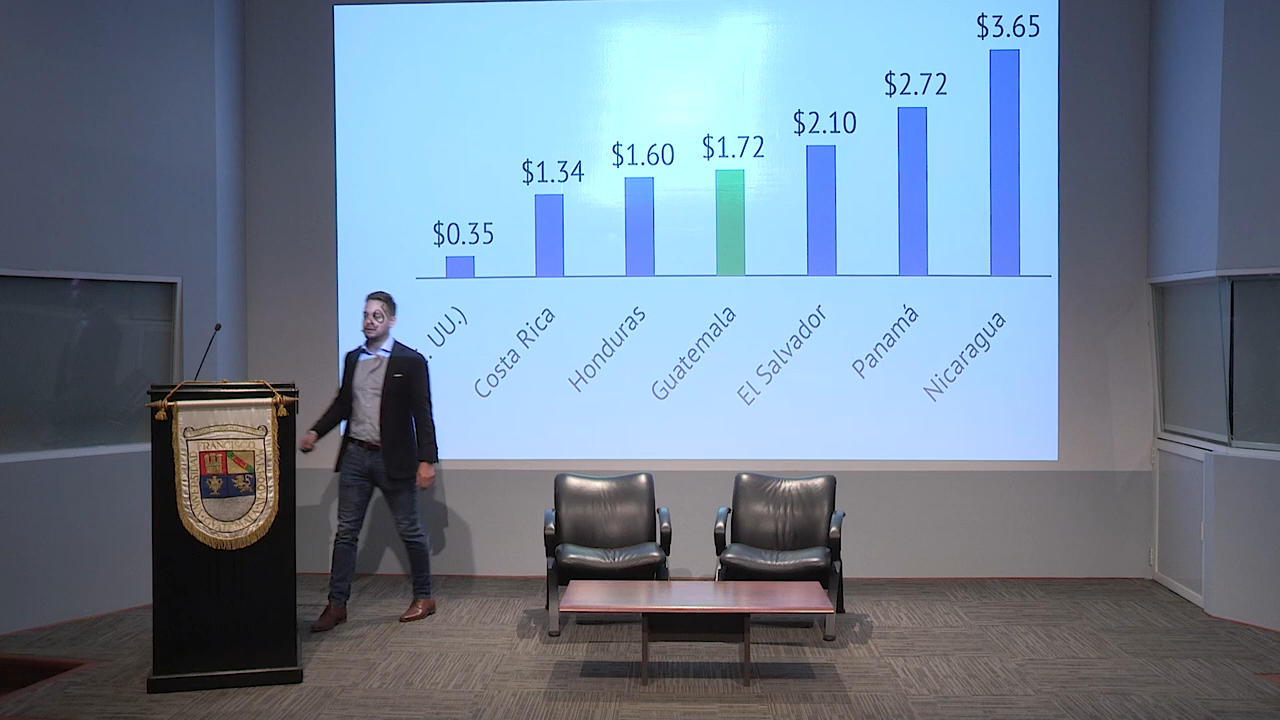 $3.65
$2.72
$2.10
$1.72
$1.60
$1.34
$0.35
. UU.)
Costa Rica
Honduras
Guatemala
El Salvador
Panamá
Nicaragua
FRANCISCO